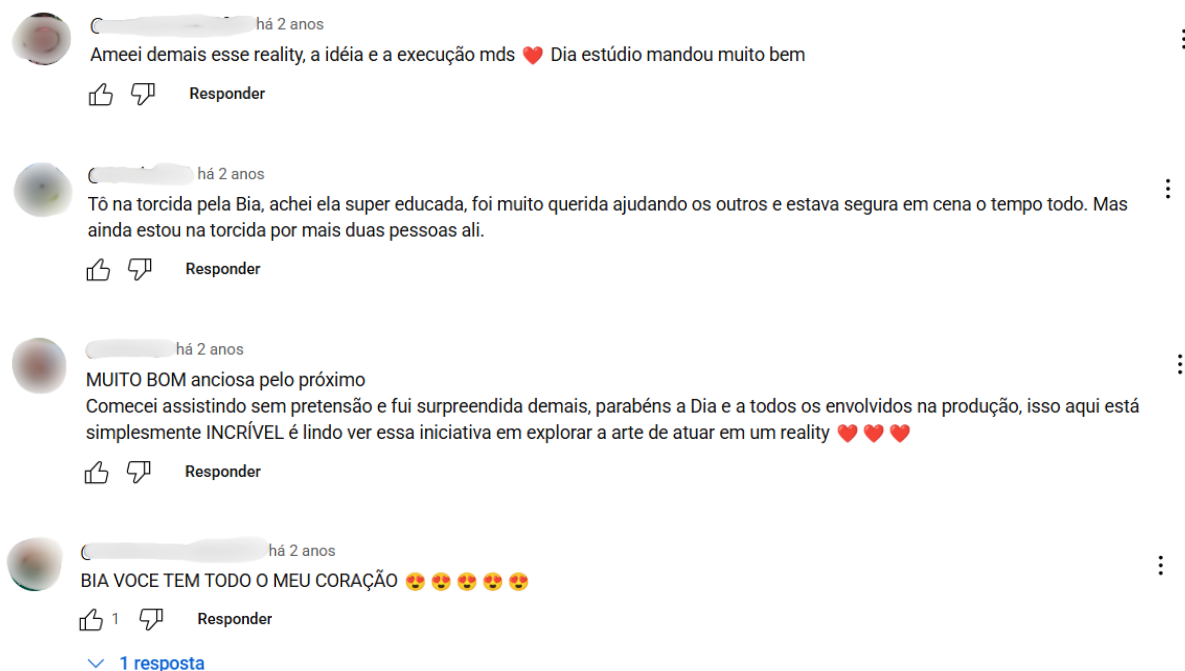 há 2 anos
Ameei demais esse reality, a idéia e a execução mds ❤️ Dia estúdio mandou muito bem
Responder
há 2 anos
Tô na torcida pela Bia, achei ela super educada, foi muito querida ajudando os outros e estava segura em cena o tempo todo. Mas
ainda estou na torcida por mais duas pessoas ali.
Responder
há 2 anos
MUITO BOM anciosa pelo próximo
Comecei assistindo sem pretensão e fui surpreendida demais, parabéns a Dia e a todos os envolvidos na produção, isso aqui está
simplesmente INCRÍVEL é lindo ver essa iniciativa em explorar a arte de atuar em um reality ❤️ ❤️ ❤️
Responder
há 2 anos
BIA VOCE TEM TODO O MEU CORAÇÃO 😍 😍 😍 😍 😍
1 Responder
1 resposta